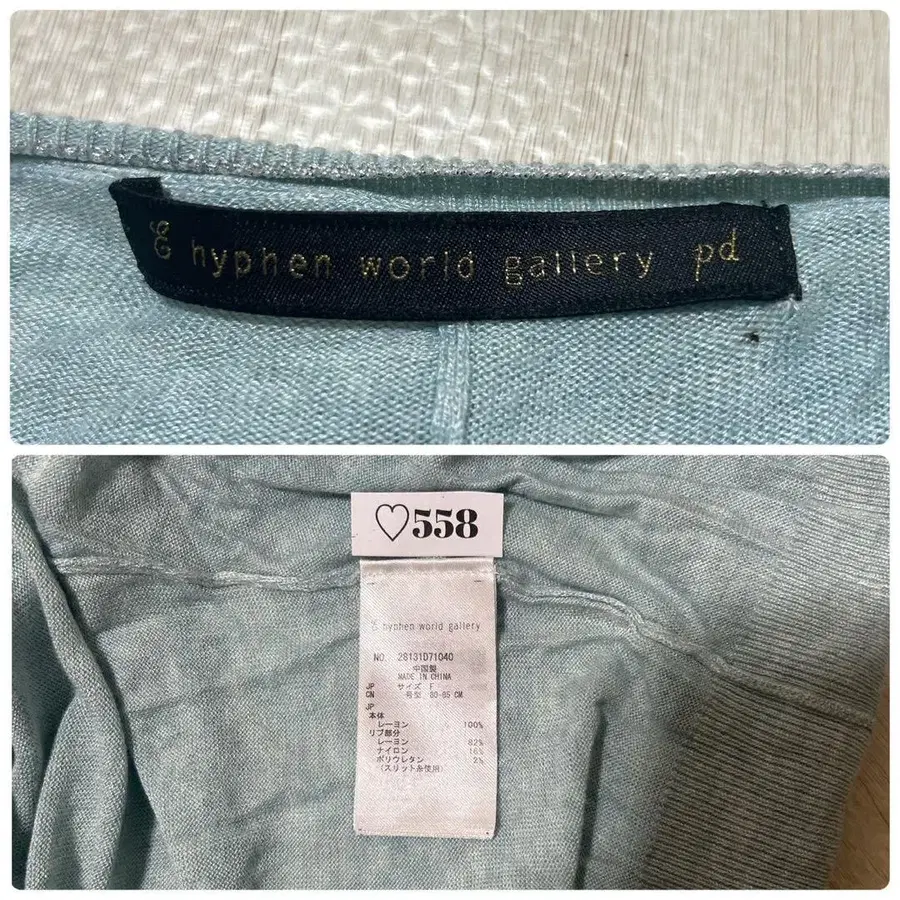 E hyphen world gallery pd
♡558
E hyphen world gallery
NO. 28131D71040
中国製
MADE IN CHINA
JP サイズ F
CN 号型 80-85 CM
JP
本体
レーヨン 100%
リブ部分
レーヨン 82%
ナイロン 16%
ポリウレタン 2%
(スリット糸使用)